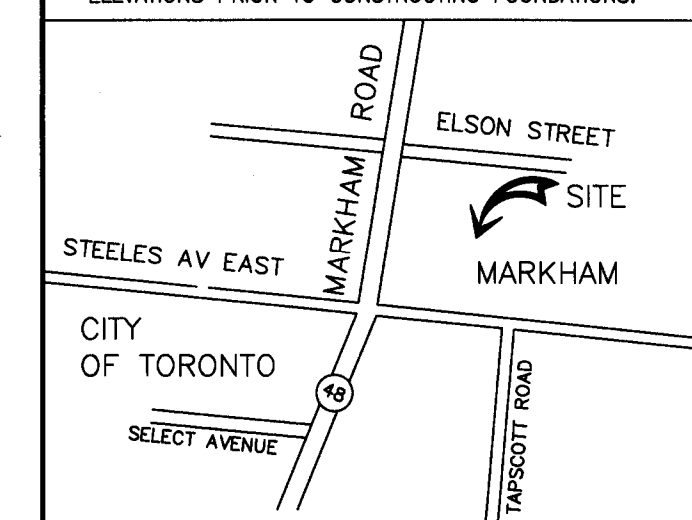 ELEVATIONS PRIOR TO CONSTRUCTING FOUNDATIONS.
MARKHAM ROAD
ELSON STREET
SITE
STEELES AV EAST
MARKHAM
CITY
OF TORONTO
48
SELECT AVENUE
TAPSCOTT ROAD